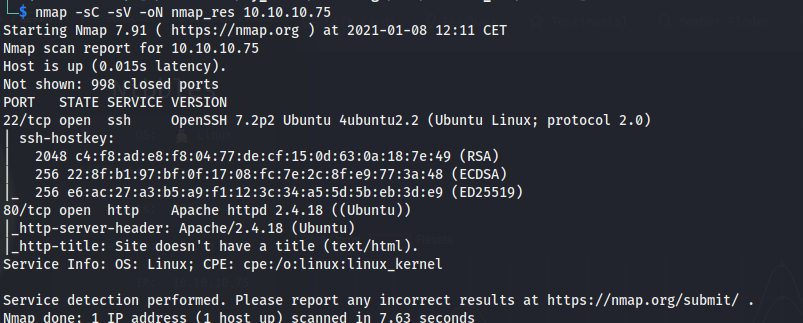 $ nmap -sC -sV -oN nmap_res 10.10.10.75
Starting Nmap 7.91 ( https://nmap.org ) at 2021-01-08 12:11 CET
Nmap scan report for 10.10.10.75
Host is up (0.015s latency).
Not shown: 998 closed ports
PORT   STATE SERVICE VERSION
22/tcp open  ssh     OpenSSH 7.2p2 Ubuntu 4ubuntu2.2 (Ubuntu Linux; protocol 2.0)
| ssh-hostkey:
|   2048 c4:f8:ad:e8:f8:04:77:de:cf:15:0d:63:0a:18:7e:49 (RSA)
|   256 22:8f:b1:97:bf:0f:17:08:fc:7e:2c:8f:e9:77:3a:48 (ECDSA)
|_  256 e6:ac:27:a3:b5:a9:f1:12:3c:34:a5:5d:5b:eb:3d:e9 (ED25519)
80/tcp open  http    Apache httpd 2.4.18 ((Ubuntu))
|_http-server-header: Apache/2.4.18 (Ubuntu)
|_http-title: Site doesn't have a title (text/html).
Service Info: OS: Linux; CPE: cpe:/o:linux:linux_kernel

Service detection performed. Please report any incorrect results at https://nmap.org/submit/ .
Nmap done: 1 IP address (1 host up) scanned in 7.63 seconds